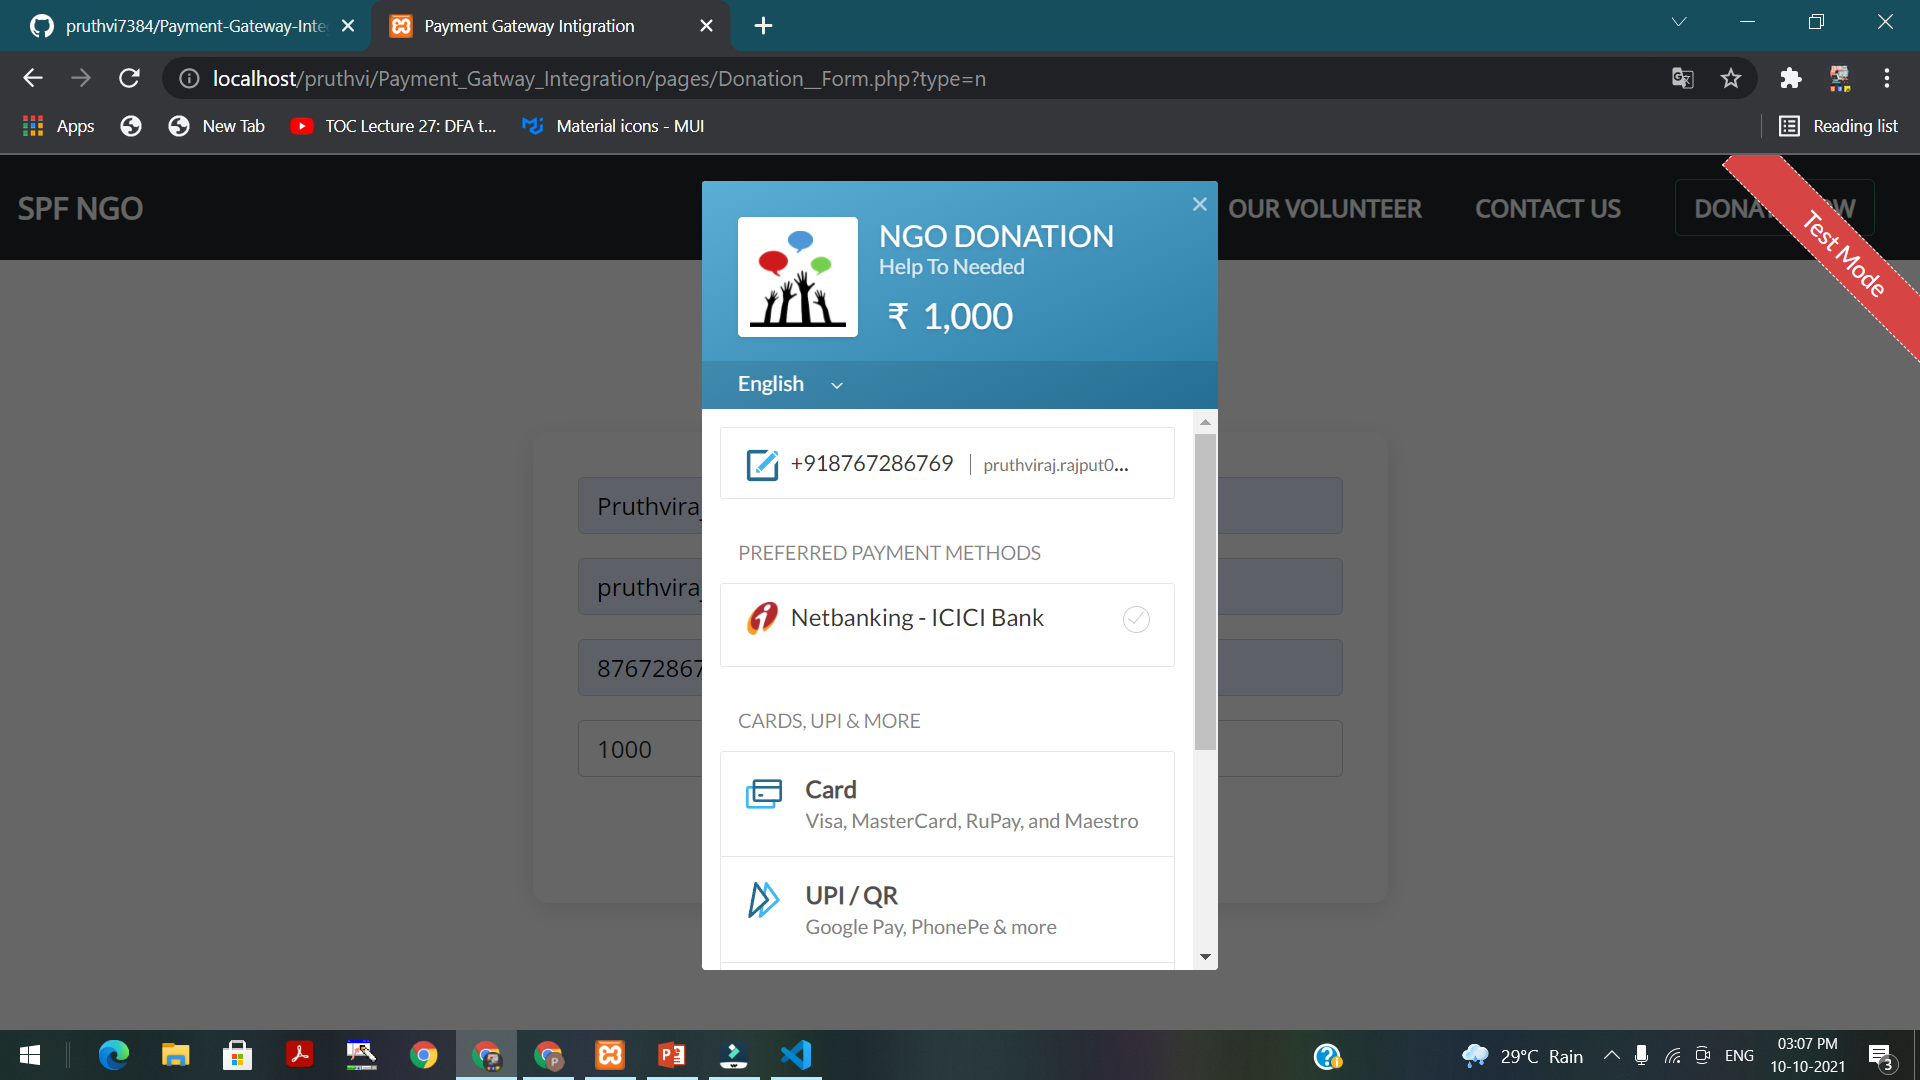 pruthvi7384/Payment-Gateway-Inte
Payment Gateway Intigration
localhost/pruthvi/Payment_Gatway_Integration/pages/Donation__Form.php?type=n
Apps
New Tab
TOC Lecture 27: DFA t...
Material icons - MUI
Reading list
SPF NGO
OUR VOLUNTEER
CONTACT US
Test Mode
NGO DONATION
Help To Needed
₹ 1,000
English
+918767286769
pruthviraj.rajput0...
Pruthviraj
pruthviraj
87672867
1000
PREFERRED PAYMENT METHODS
Netbanking - ICICI Bank
CARDS, UPI & MORE
Card
Visa, MasterCard, RuPay, and Maestro
UPI / QR
Google Pay, PhonePe & more
29°C Rain
ENG
03:07 PM
10-10-2021
3